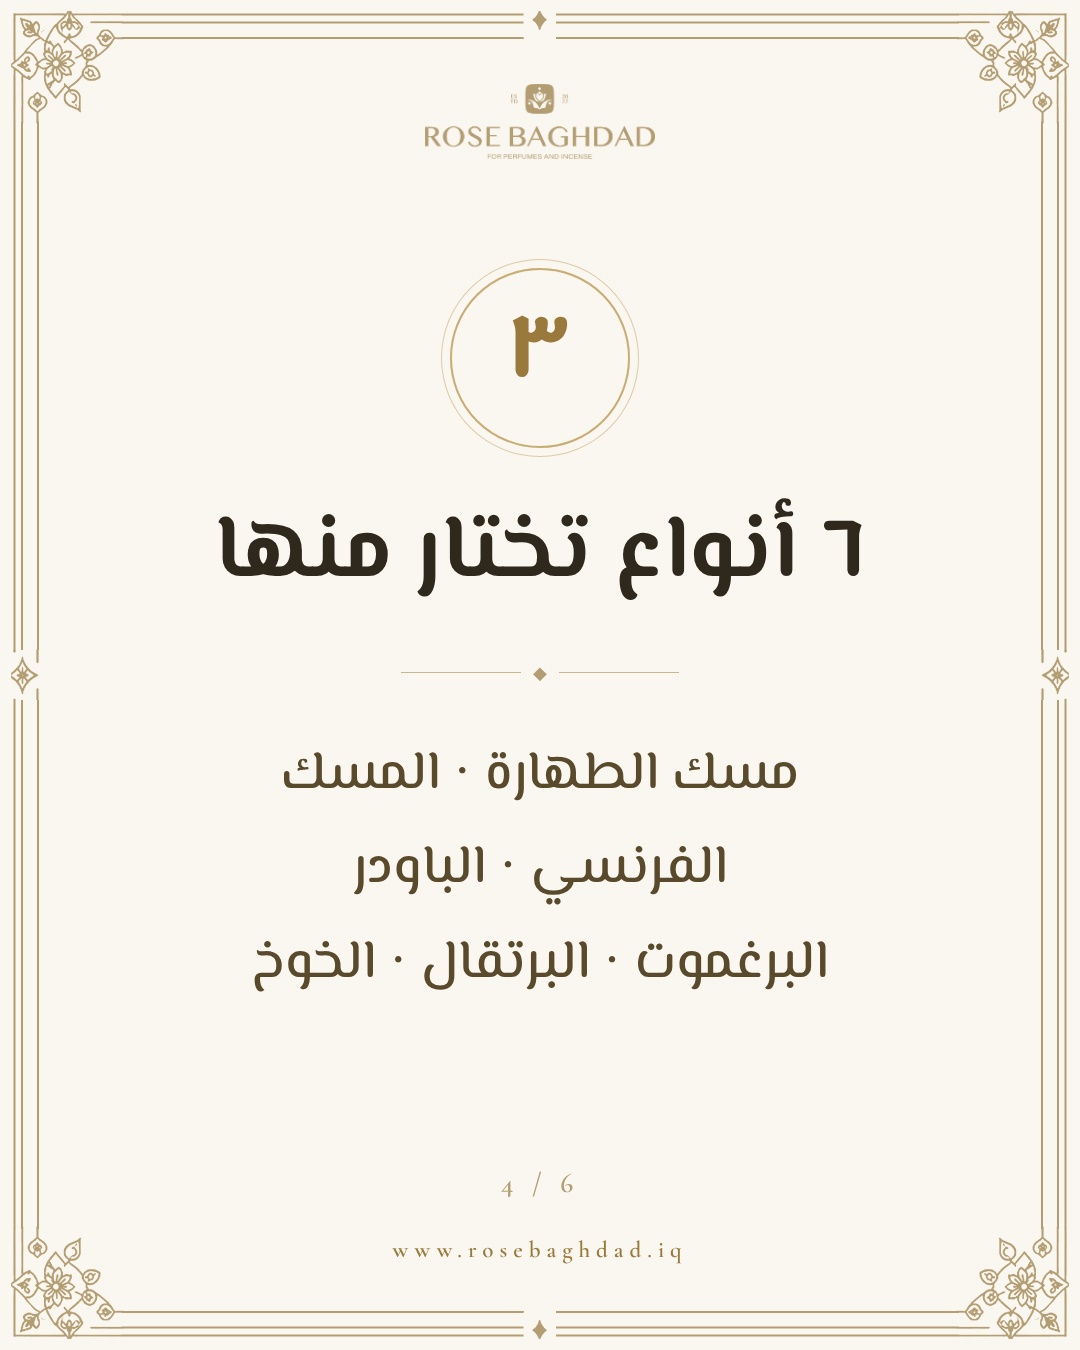 ROSE BAGHDAD
FOR PERFUMES AND INCENSE
٣
٦ أنواع تختار منها
مسك الطهارة · المسك
الفرنسي · الباودر
البرغموت · البرتقال · الخوخ
4 / 6
www.rosebaghdad.iq